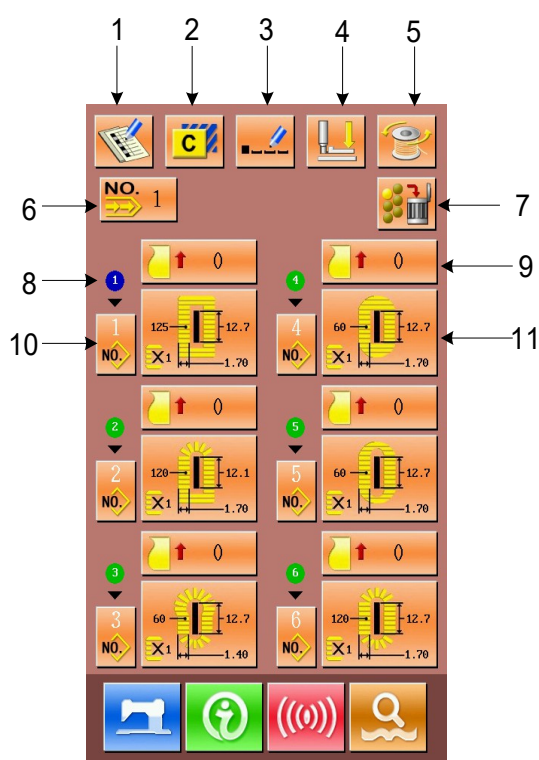 1 2 3 4 5
C
6 NO. 1 7
0 0
8 1 4 9
10 1 NO. 125 12.7 X1 1.70 4 NO. 60 12.7 X1 1.70 11
0 0
2 5
2 NO. 120 12.1 X1 1.70 5 NO. 60 12.7 X1 1.70
0 0
3 6
3 NO. 60 12.7 X1 1.40 6 NO. 120 12.7 X1 1.70